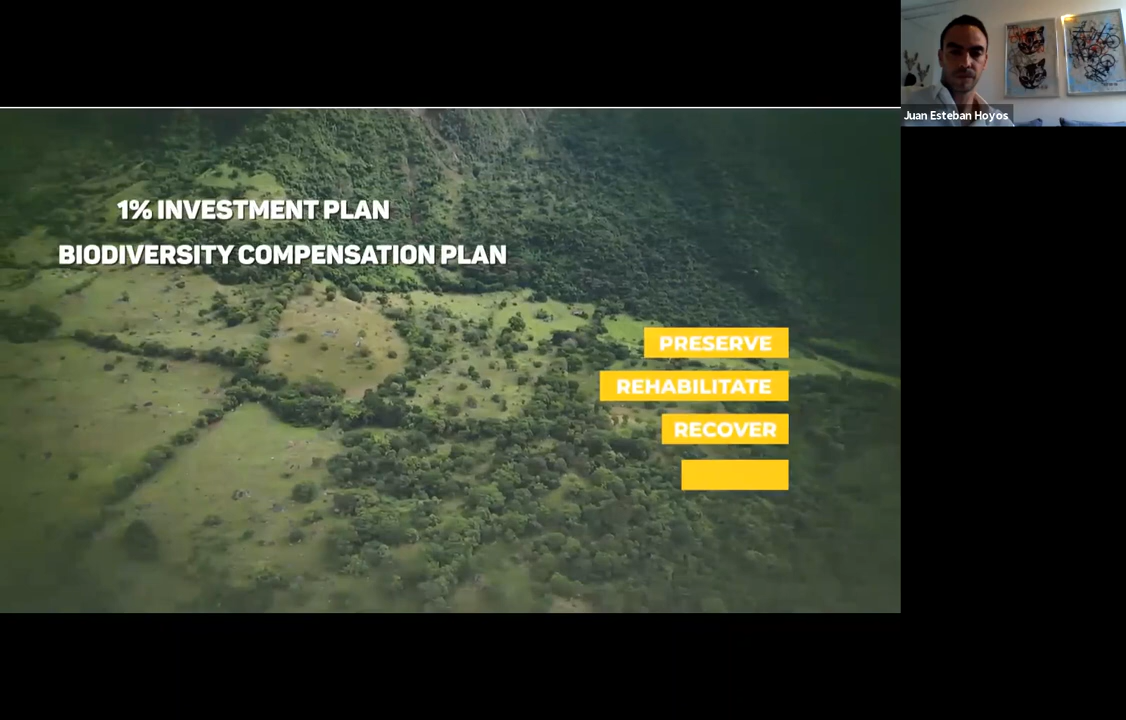 Juan Esteban Hoyos
1% INVESTMENT PLAN
BIODIVERSITY COMPENSATION PLAN
PRESERVE
REHABILITATE
RECOVER